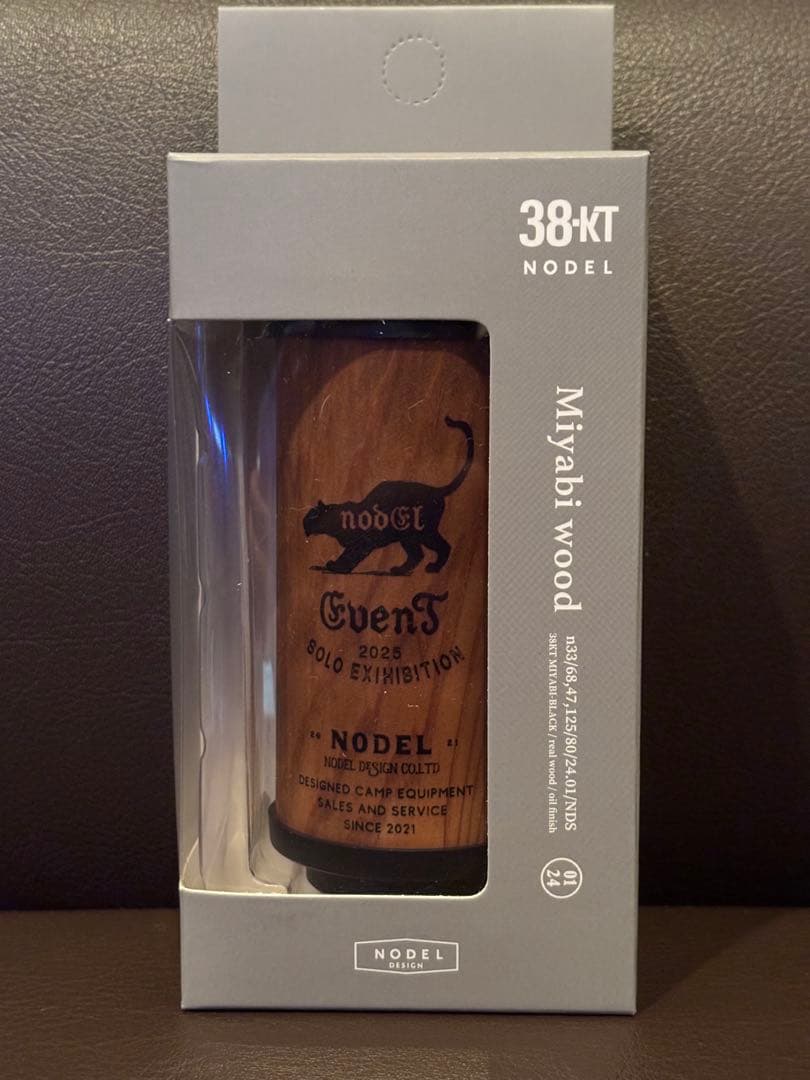 38-KT
NODEL
Miyabi wood
n33/68,47,125/80/24.01/NDS
38KT MIYABI-BLACK / real wood / oil finish
01
24
nodEl
EvenT
2025
SOLO EXIHIBITION
20 NODEL 21
NODEL DESIGN CO.LTD
DESIGNED CAMP EQUIPMENT
SALES AND SERVICE
SINCE 2021
NODEL
DESIGN